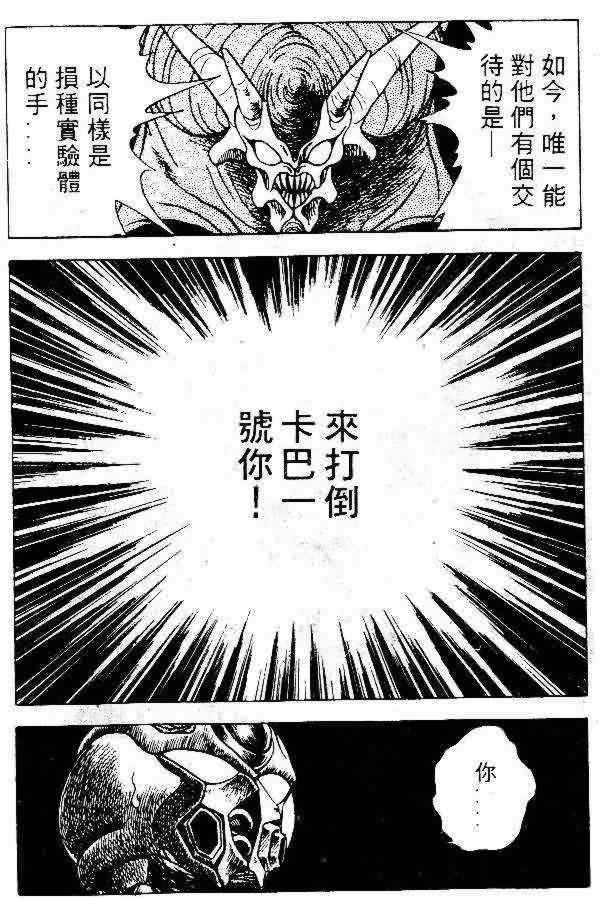 如今，唯一能
對他們有個交
待的是—
以同樣是
損種實驗體
的手…
來打倒
卡巴一
號你！
你…